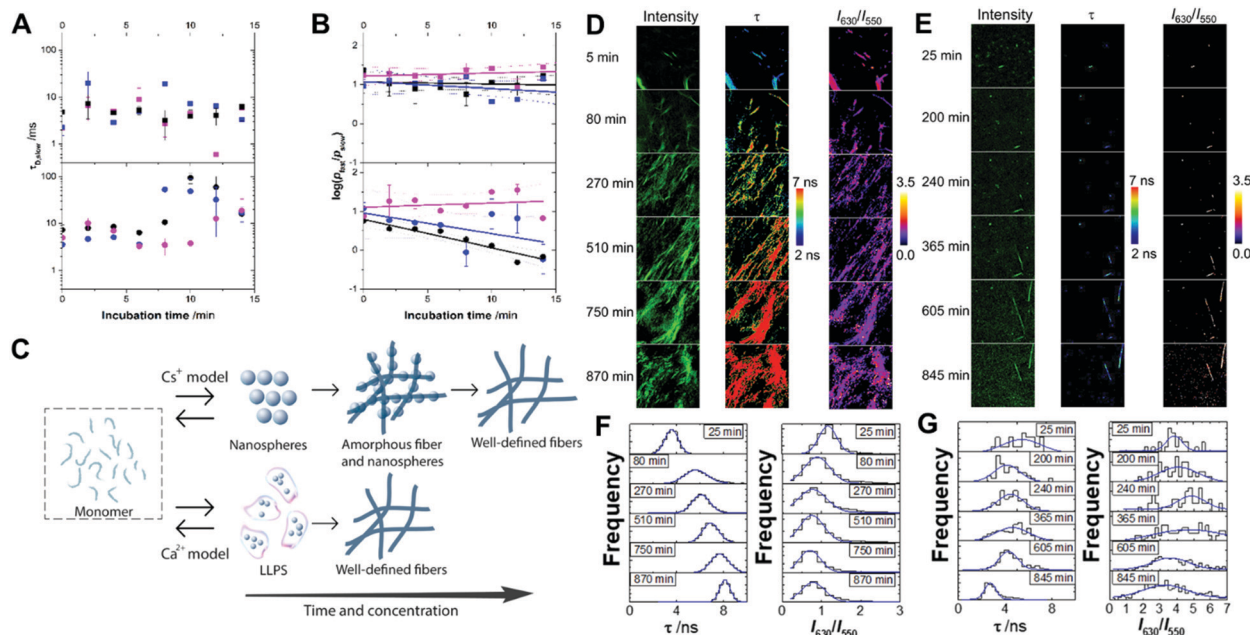 A
0 5 10 15
100
10
1
τD,slow /ms
100
10
1
0 5 10 15
Incubation time /min
B
0 5 10 15
2
1
0
-1
log(pfast/pslow)
2
1
0
-1
0 5 10 15
Incubation time /min
C
Cs+ model
Nanospheres
Amorphous fiber
and nanospheres
Well-defined fibers
Monomer
Ca2+ model
LLPS
Well-defined fibers
Time and concentration
D
Intensity τ I630/I550
5 min
80 min
270 min
510 min
750 min
870 min
7 ns
2 ns
3.5
0.0
E
Intensity τ I630/I550
25 min
200 min
240 min
365 min
605 min
845 min
7 ns
2 ns
3.5
0.0
F
Frequency
25 min
80 min
270 min
510 min
750 min
870 min
0 4 8
τ /ns
25 min
80 min
270 min
510 min
750 min
870 min
0 1 2 3
I630/I550
G
Frequency
25 min
200 min
240 min
365 min
605 min
845 min
0 4 8
τ /ns
25 min
200 min
240 min
365 min
605 min
845 min
0 1 2 3 4 5 6 7
I630/I550